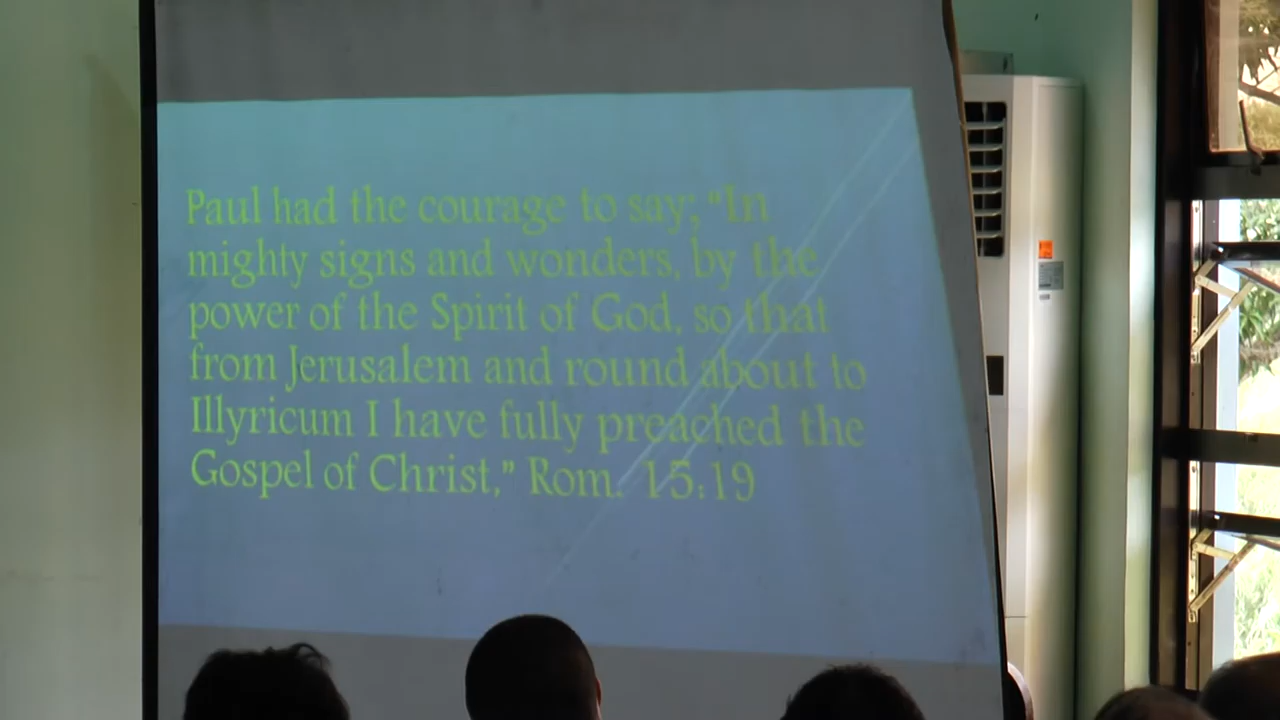 Paul had the courage to say; "In
mighty signs and wonders, by the
power of the Spirit of God, so that
from Jerusalem and round about to
Illyricum I have fully preached the
Gospel of Christ," Rom. 15:19